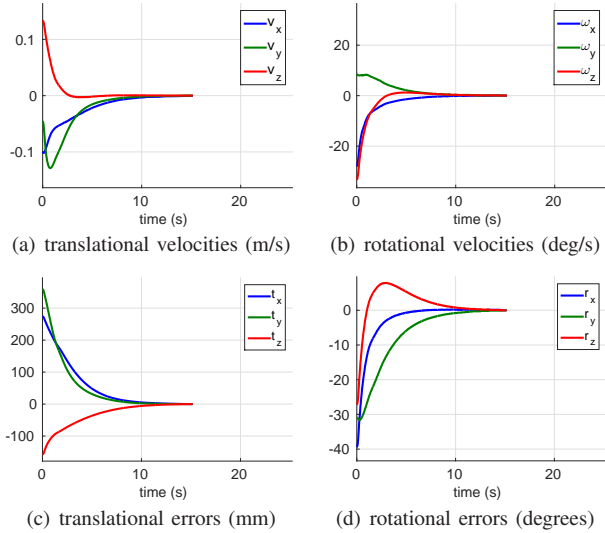 0.1
0
-0.1
v_x
v_y
v_z
0 10 20
time (s)
(a) translational velocities (m/s)
20
0
-20
ω_x
ω_y
ω_z
0 10 20
time (s)
(b) rotational velocities (deg/s)
300
200
100
0
-100
t_x
t_y
t_z
0 10 20
time (s)
(c) translational errors (mm)
0
-10
-20
-30
-40
r_x
r_y
r_z
0 10 20
time (s)
(d) rotational errors (degrees)